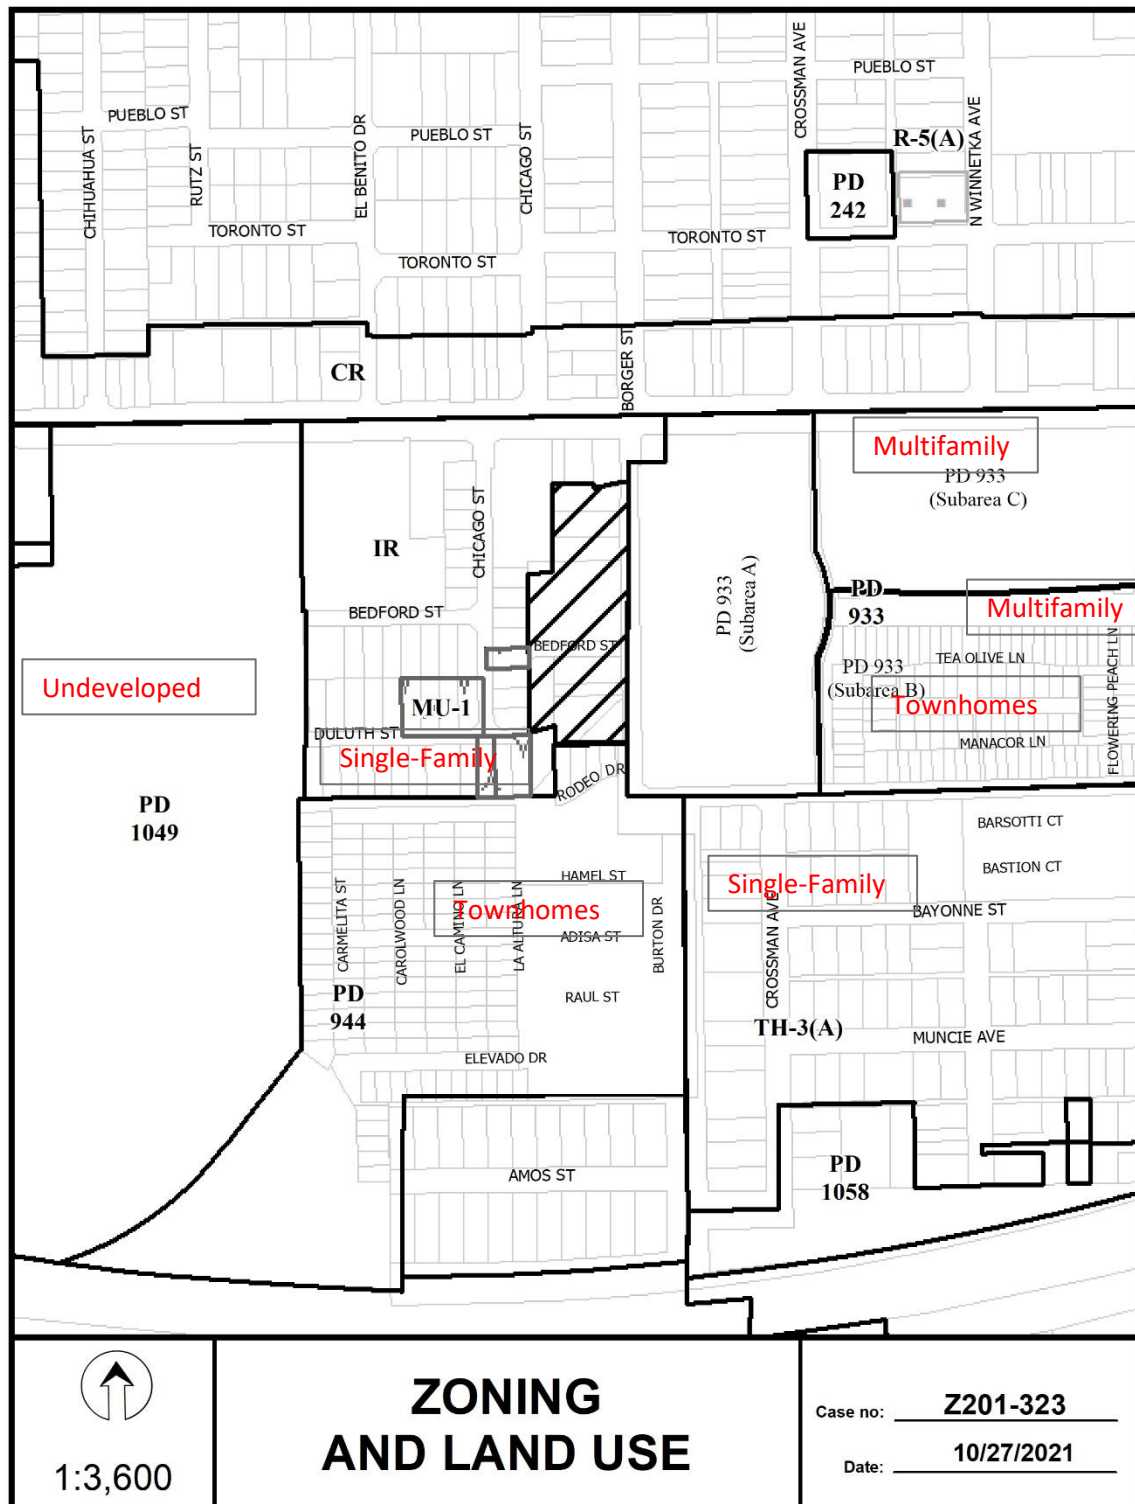 CROSSMAN AVE
PUEBLO ST
PUEBLO ST
PUEBLO ST
CHIHUAHUA ST
RUTZ ST
EL BENITO DR
CHICAGO ST
N WINNETKA AVE
R-5(A)
PD
242
TORONTO ST
TORONTO ST
TORONTO ST
CR
BORGER ST
Multifamily
PD 933
(Subarea C)
CHICAGO ST
IR
PD 933
(Subarea A)
PD
933
Multifamily
BEDFORD ST
BEDFORD ST
TEA OLIVE LN
FLOWERING PEACH LN
PD 933
(Subarea B)
Undeveloped
Townhomes
MU-1
DULUTH ST
MANACOR LN
Single-Family
RODEO DR
PD
1049
BARSOTTI CT
BASTION CT
HAMEL ST
Single-Family
Townhomes
CARMELITA ST
CAROLWOOD LN
EL CAMINO LN
LA ALTURA LN
ADISA ST
BURTON DR
CROSSMAN AVE
BAYONNE ST
PD
944
RAUL ST
TH-3(A)
MUNCIE AVE
ELEVADO DR
AMOS ST
PD
1058
1:3,600
ZONING
AND LAND USE
Case no: Z201-323
Date: 10/27/2021